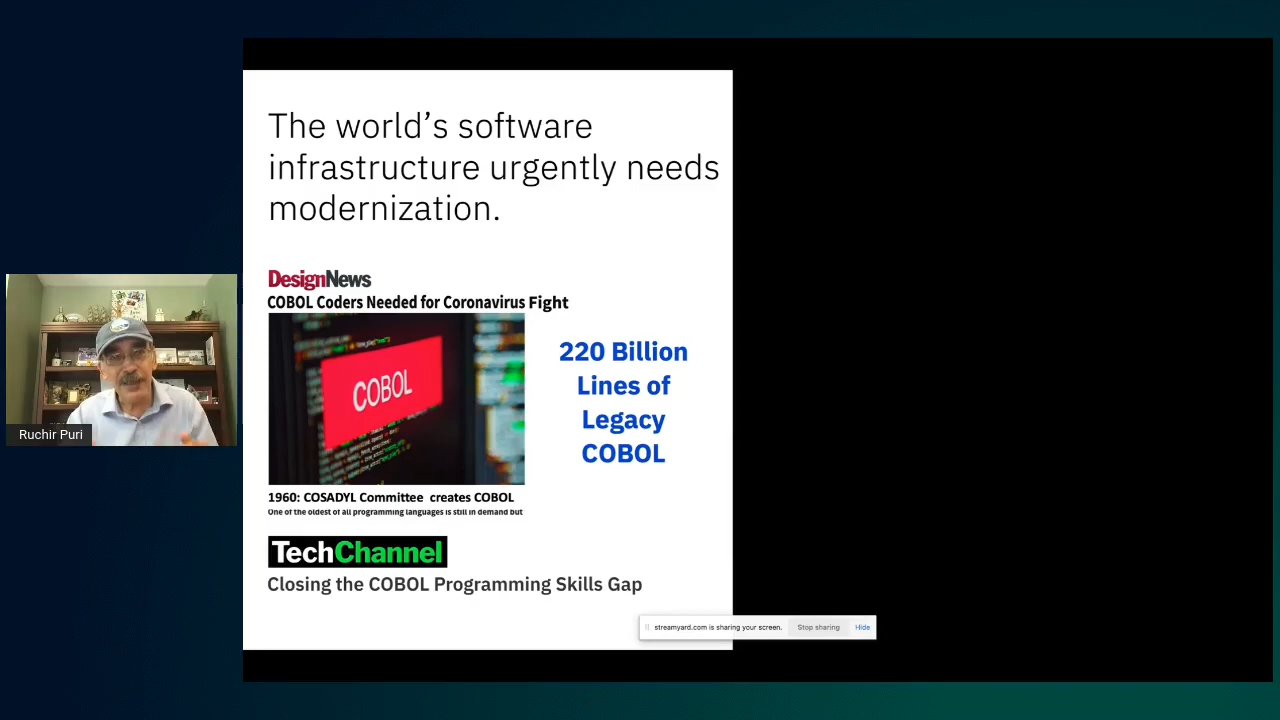 The world’s software
infrastructure urgently needs
modernization.
DesignNews
COBOL Coders Needed for Coronavirus Fight
COBOL
220 Billion
Lines of
Legacy
COBOL
1960: COSADYL Committee creates COBOL
One of the oldest of all programming languages is still in demand but
TechChannel
Closing the COBOL Programming Skills Gap
Ruchir Puri
streamyard.com is sharing your screen. Stop sharing Hide